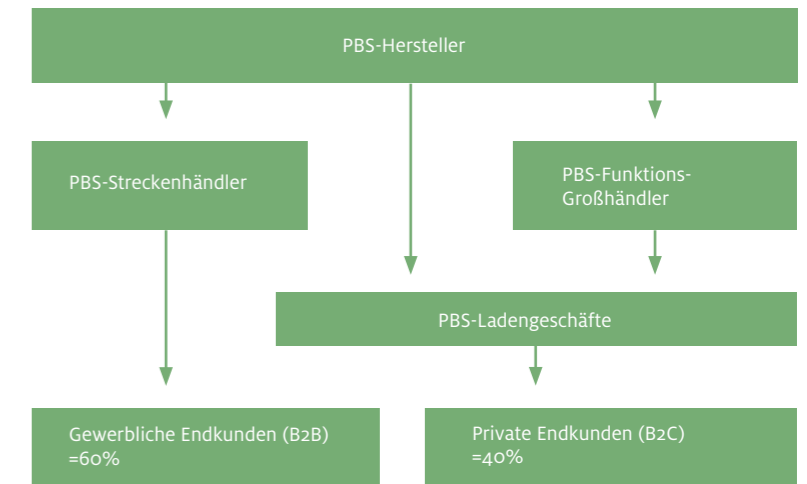 PBS-Hersteller
PBS-Streckenhändler
PBS-Funktions-
Großhändler
PBS-Ladengeschäfte
Gewerbliche Endkunden (B2B)
=60%
Private Endkunden (B2C)
=40%